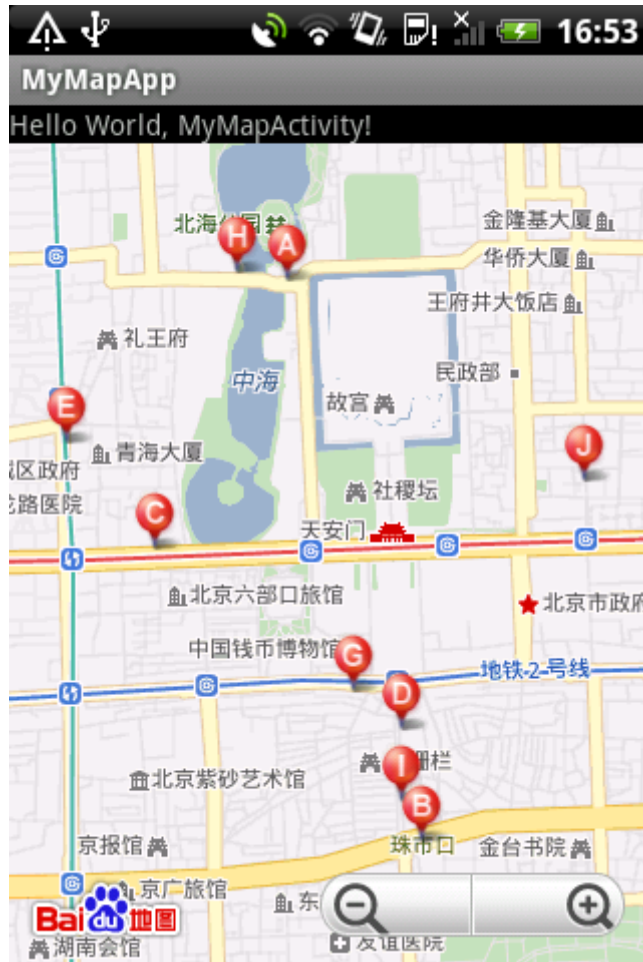 16:53
MyMapApp
Hello World, MyMapActivity!
北海公园
H
A
金隆基大厦
华侨大厦
王府井大饭店
礼王府
中海
民政部
故宫
E
青海大厦
J
区政府
路医院
社稷坛
C
天安门
北京六部口旅馆
北京市政府
中国钱币博物馆
G
地铁2号线
D
栅栏
I
北京紫砂艺术馆
B
京报馆
珠市口
金台书院
京广旅馆
东
Bai du 地图
湖南会馆
友谊医院